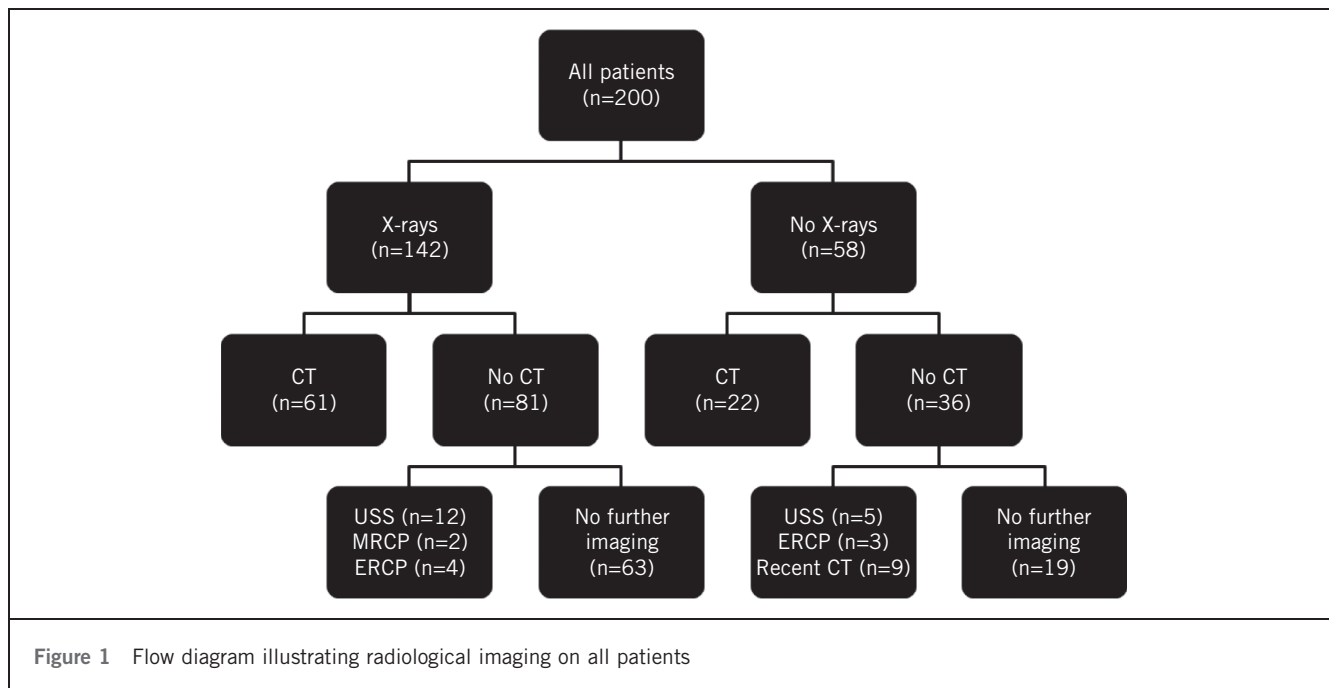 All patients
(n=200)
X-rays
(n=142)
No X-rays
(n=58)
CT
(n=61)
No CT
(n=81)
CT
(n=22)
No CT
(n=36)
USS (n=12)
MRCP (n=2)
ERCP (n=4)
No further
imaging
(n=63)
USS (n=5)
ERCP (n=3)
Recent CT (n=9)
No further
imaging
(n=19)
Figure 1 Flow diagram illustrating radiological imaging on all patients